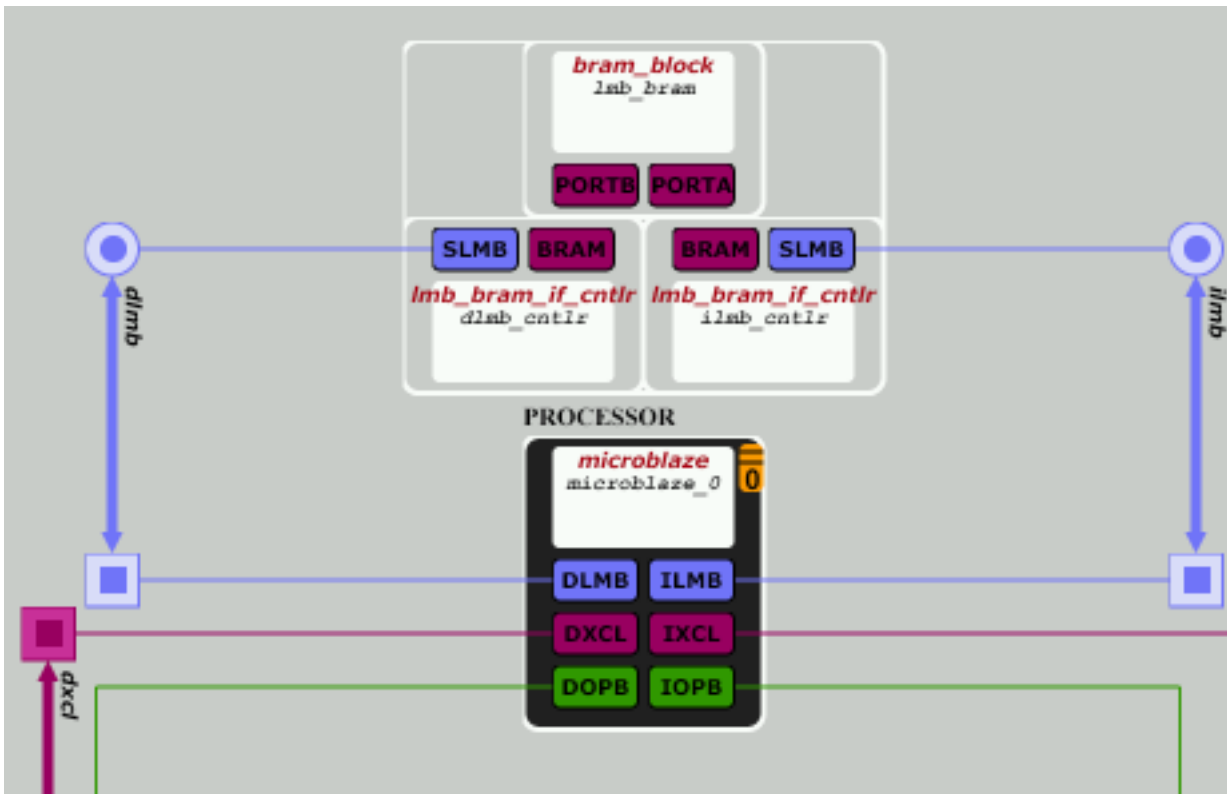 bram_block
lmb_bram
PORTB PORTA
SLMB BRAM BRAM SLMB
lmb_bram_if_cntlr lmb_bram_if_cntlr
dlmb_cntlr ilmb_cntlr
dlmb
ilmb
PROCESSOR
microblaze
microblaze_0
0
DLMB ILMB
DXCL IXCL
dxcl
DOPB IOPB